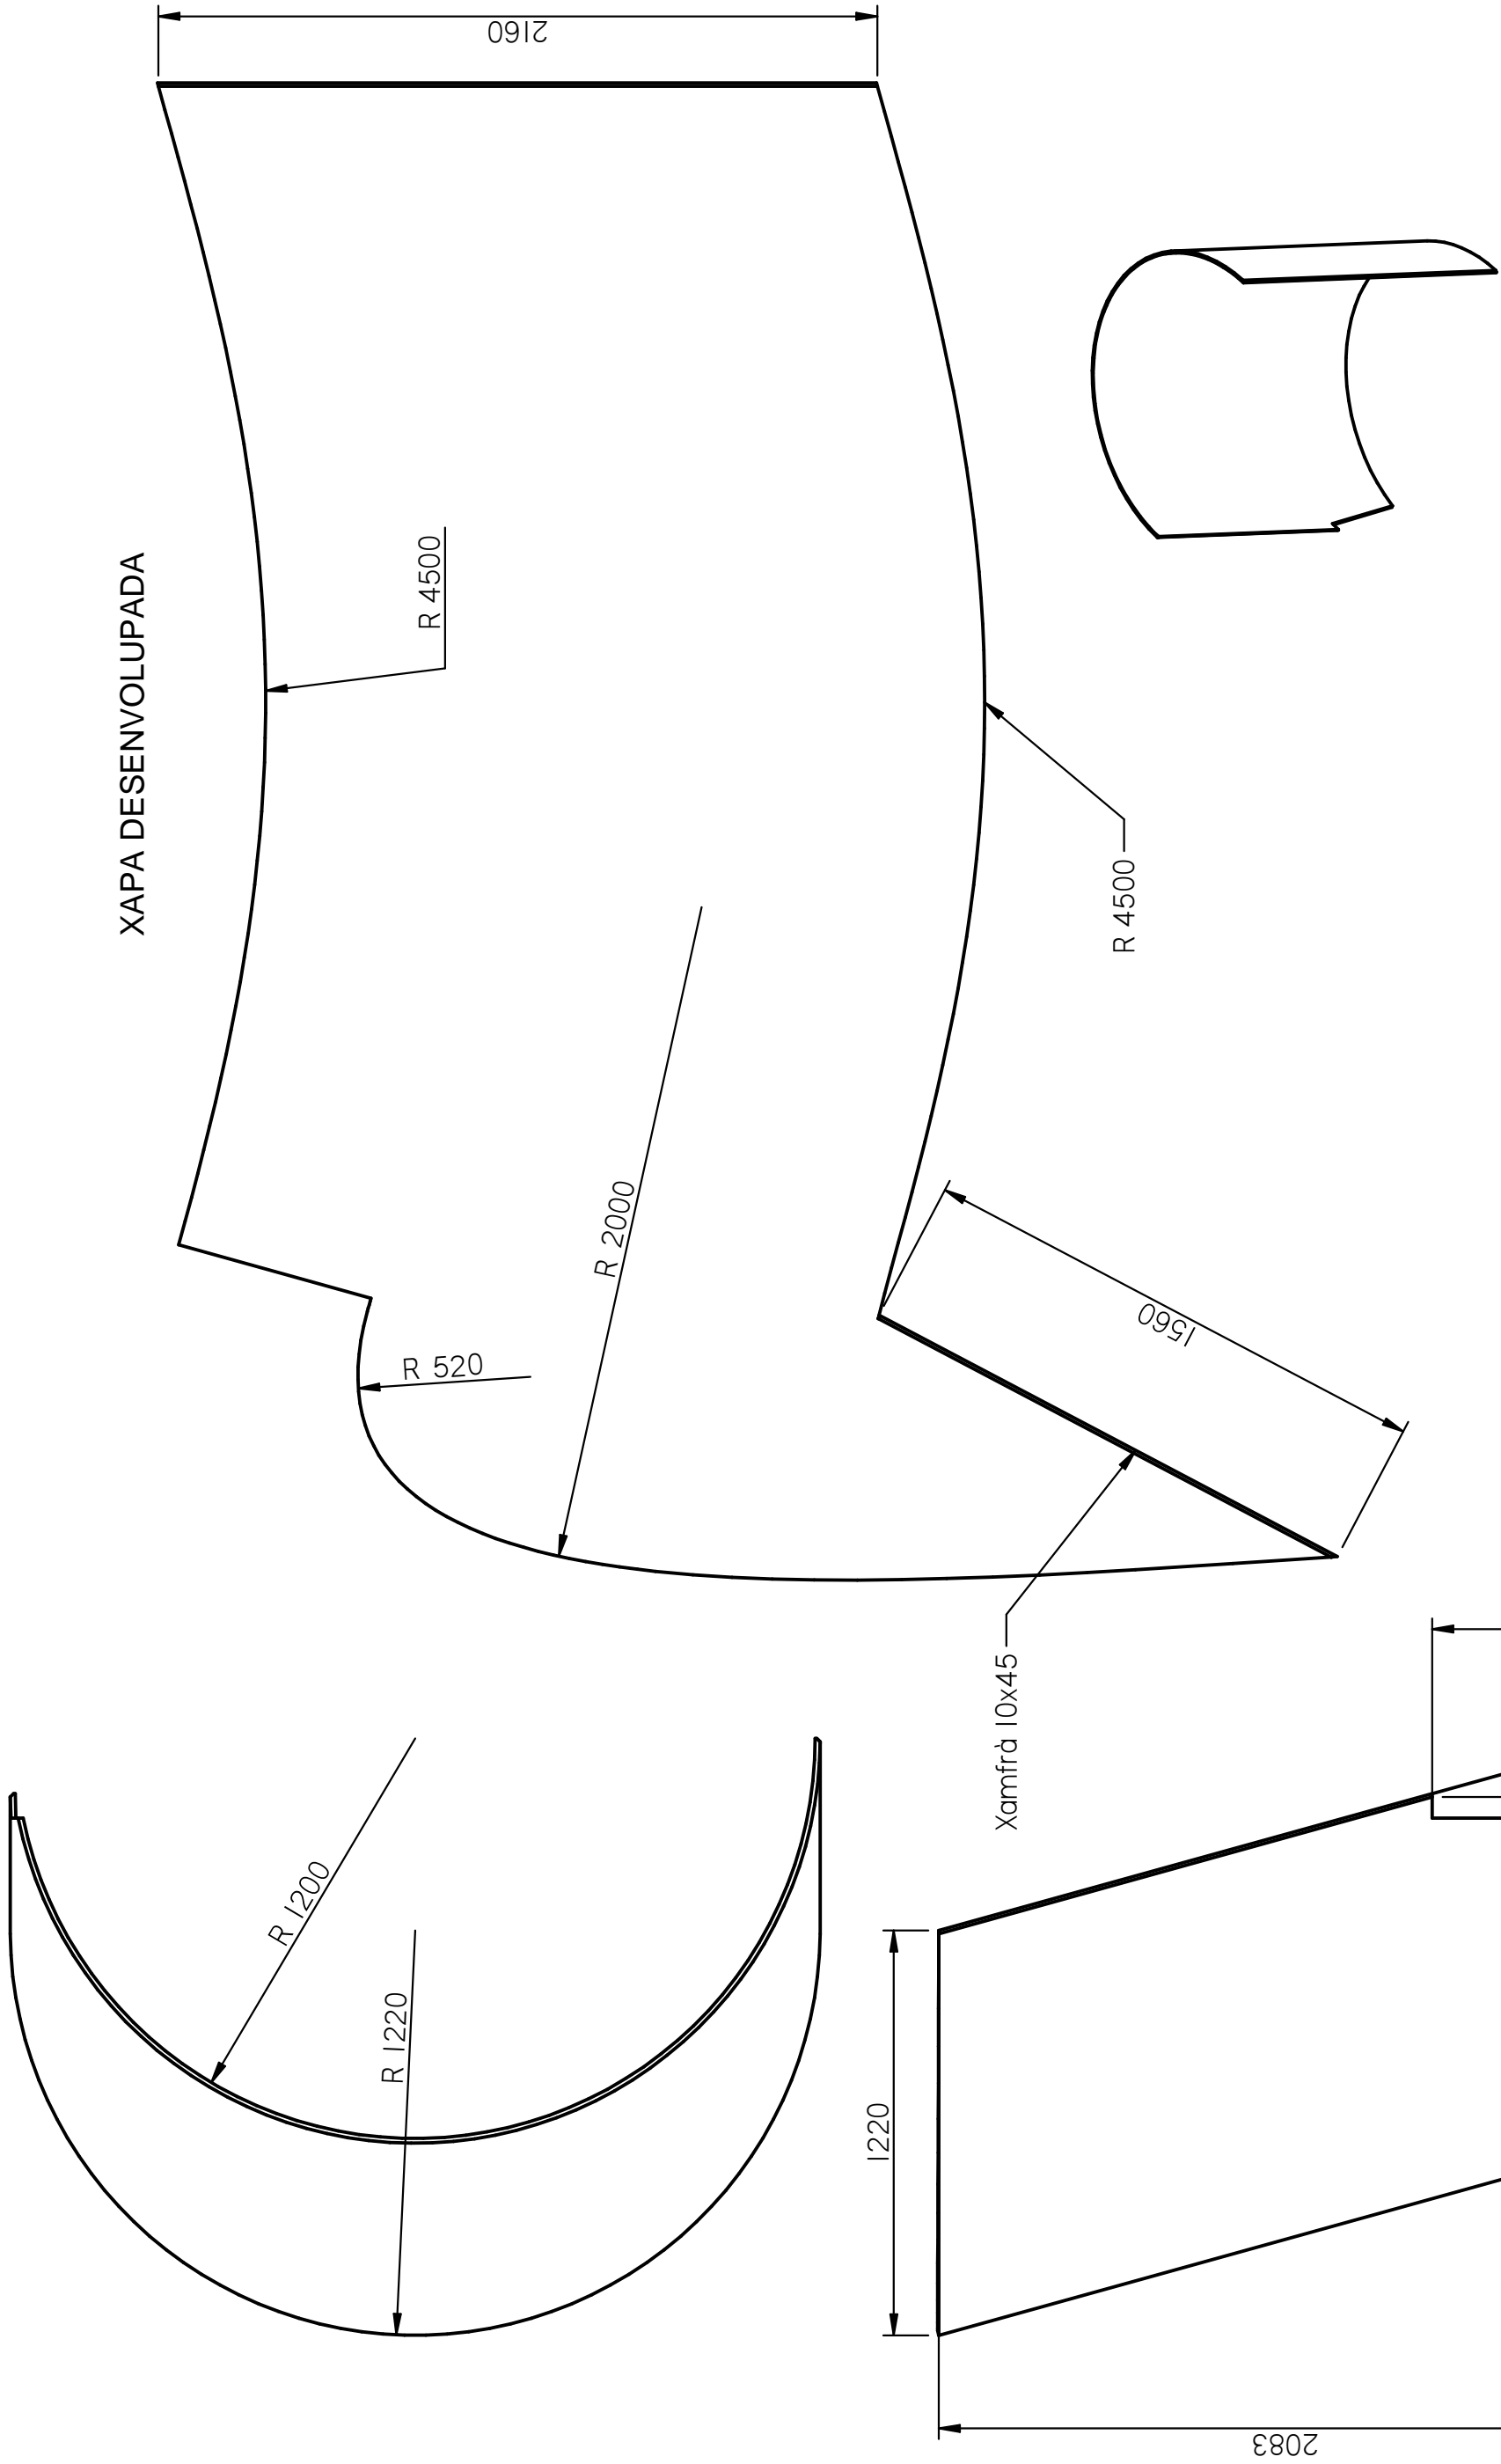 2160
XAPA DESENVOLUPADA
R 4500
R 4500
R 2000
R 520
1560
Xamfrà 10x45
R 1200
R 1220
1220
2083